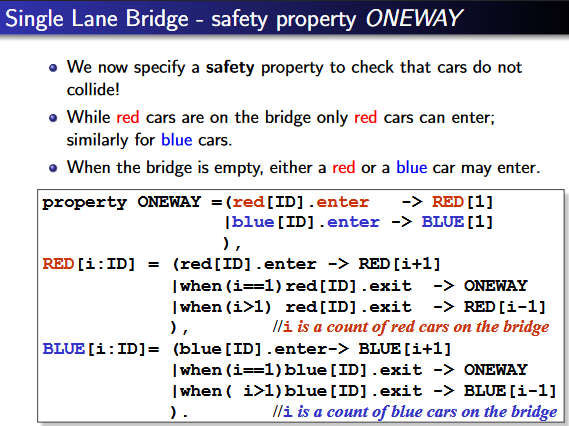 Single Lane Bridge - safety property ONEWAY
We now specify a safety property to check that cars do not
collide!
While red cars are on the bridge only red cars can enter;
similarly for blue cars.
When the bridge is empty, either a red or a blue car may enter.
property ONEWAY =(red[ID].enter -> RED[1]
|blue[ID].enter -> BLUE[1]
),
RED[i:ID] = (red[ID].enter -> RED[i+1]
|when(i==1)red[ID].exit -> ONEWAY
|when(i>1) red[ID].exit -> RED[i-1]
), //i is a count of red cars on the bridge
BLUE[i:ID]= (blue[ID].enter-> BLUE[i+1]
|when(i==1)blue[ID].exit -> ONEWAY
|when( i>1)blue[ID].exit -> BLUE[i-1]
). //i is a count of blue cars on the bridge